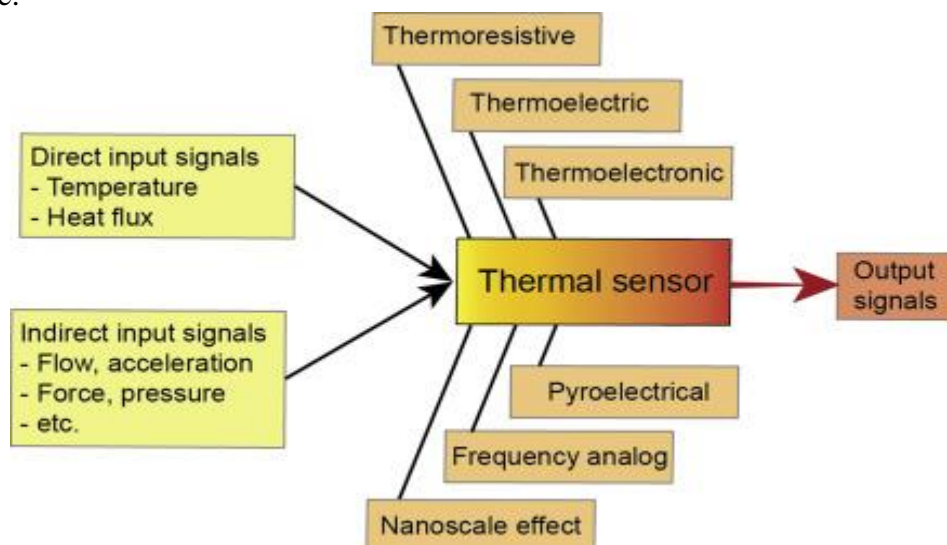 c.
Thermoresistive
Thermoelectric
Thermoelectronic
Direct input signals
- Temperature
- Heat flux
Thermal sensor
Output
signals
Indirect input signals
- Flow, acceleration
- Force, pressure
- etc.
Pyroelectrical
Frequency analog
Nanoscale effect